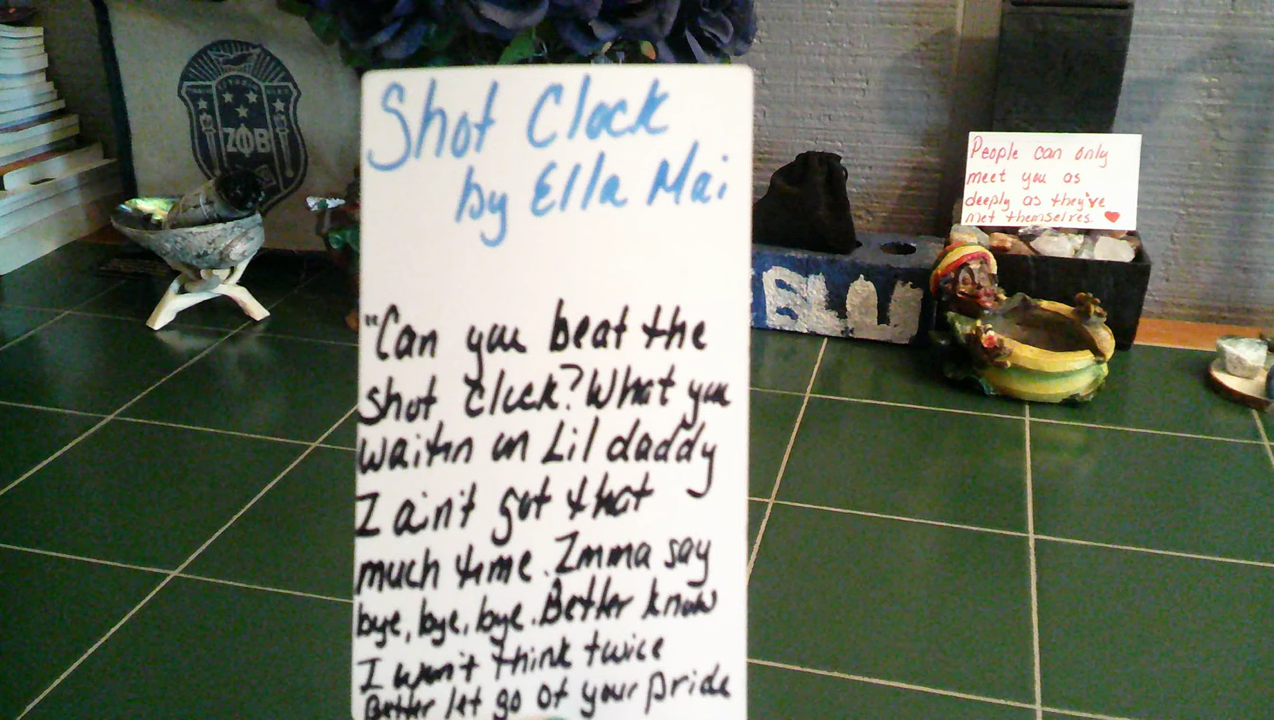 Shot Clock
by Ella Mai
"Can you beat the
shot clock? What you
waitin on Lil daddy
I ain't got that
much time. Imma say
bye, bye, bye. Better know
I won't think twice
Better let go of your pride
ZΦB
People can only
meet you as
deeply as they've
met themselves. ♥